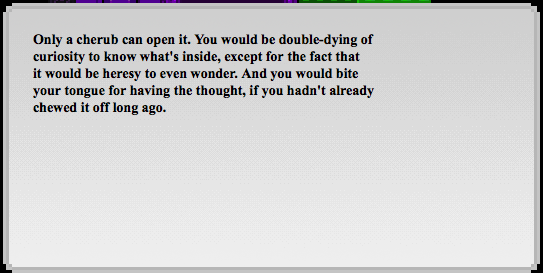 Only a cherub can open it. You would be double-dying of
curiosity to know what's inside, except for the fact that
it would be heresy to even wonder. And you would bite
your tongue for having the thought, if you hadn't already
chewed it off long ago.